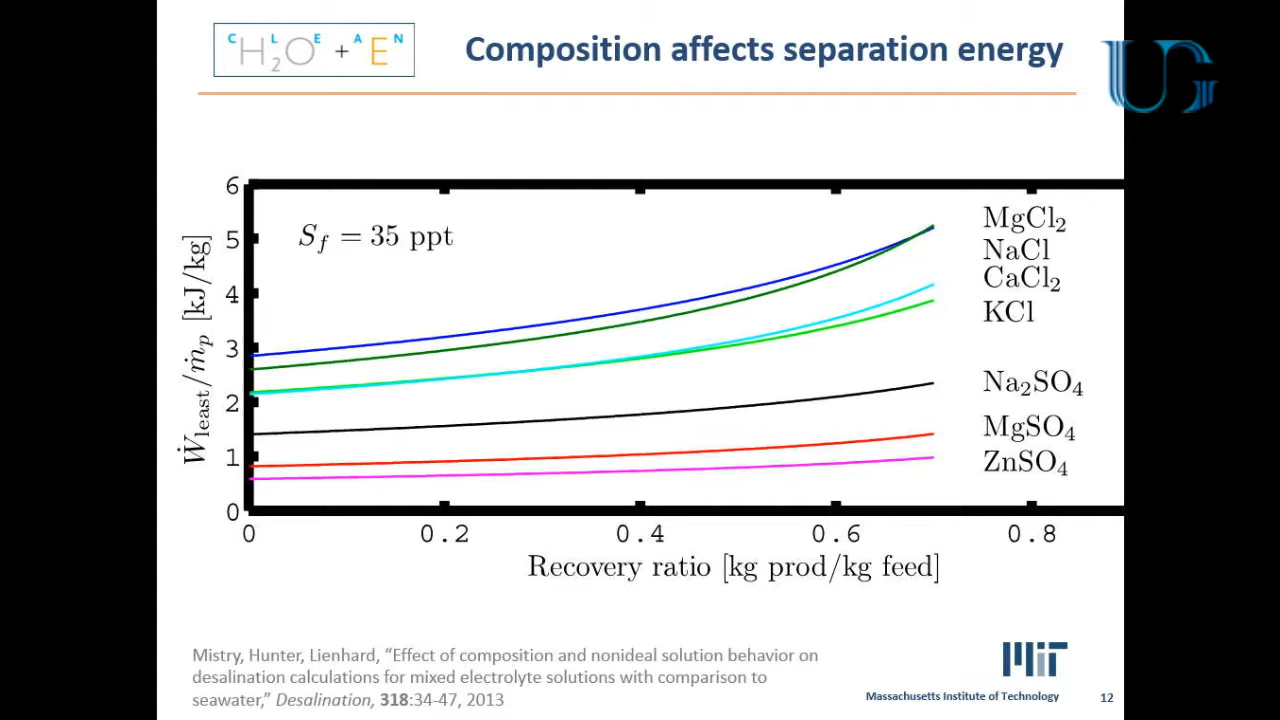 C L E A N
H2O + E
Composition affects separation energy
UG
6
5
4
3
2
1
0
Ẇleast/ṁp [kJ/kg]
Sf = 35 ppt
MgCl2
NaCl
CaCl2
KCl
Na2SO4
MgSO4
ZnSO4
0 0.2 0.4 0.6 0.8
Recovery ratio [kg prod/kg feed]
Mistry, Hunter, Lienhard, “Effect of composition and nonideal solution behavior on
desalination calculations for mixed electrolyte solutions with comparison to
seawater,” Desalination, 318:34-47, 2013
MIT
Massachusetts Institute of Technology
12